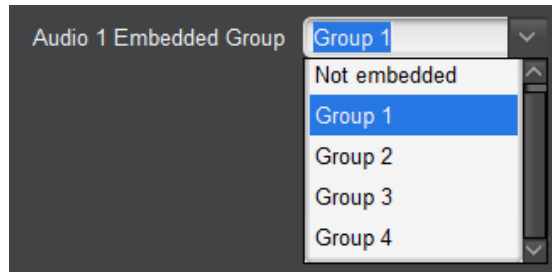 Audio 1 Embedded Group Group 1
Not embedded
Group 1
Group 2
Group 3
Group 4